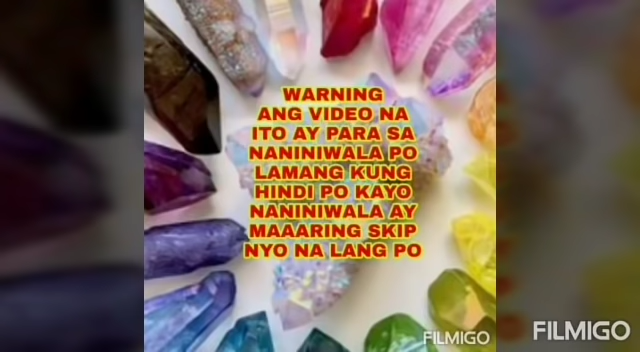 WARNING
ANG VIDEO NA
ITO AY PARA SA
NANINIWALA PO
LAMANG KUNG
HINDI PO KAYO
NANINIWALA AY
MAAARING SKIP
NYO NA LANG PO
FILMIGO
FILMIGO